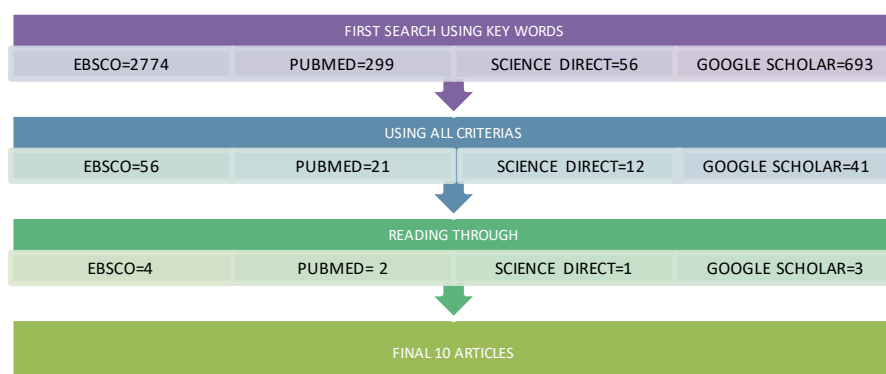 FIRST SEARCH USING KEY WORDS
EBSCO=2774 PUBMED=299 SCIENCE DIRECT=56 GOOGLE SCHOLAR=693
USING ALL CRITERIAS
EBSCO=56 PUBMED=21 SCIENCE DIRECT=12 GOOGLE SCHOLAR=41
READING THROUGH
EBSCO=4 PUBMED= 2 SCIENCE DIRECT=1 GOOGLE SCHOLAR=3
FINAL 10 ARTICLES